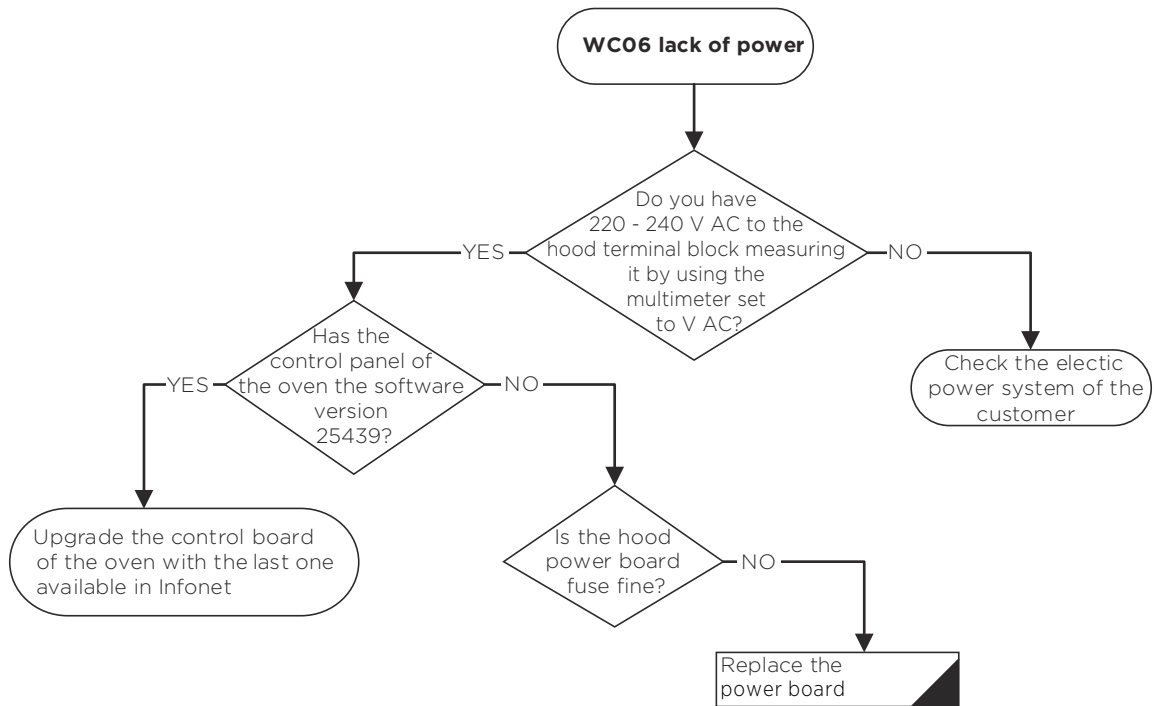 WC06 lack of power
Do you have
220 - 240 V AC to the
hood terminal block measuring
it by using the
multimeter set
to V AC?
YES
NO
Has the
control panel of
the oven the software
version
25439?
Check the electic
power system of the
customer
YES
NO
Upgrade the control board
of the oven with the last one
available in Infonet
Is the hood
power board
fuse fine?
NO
Replace the
power board